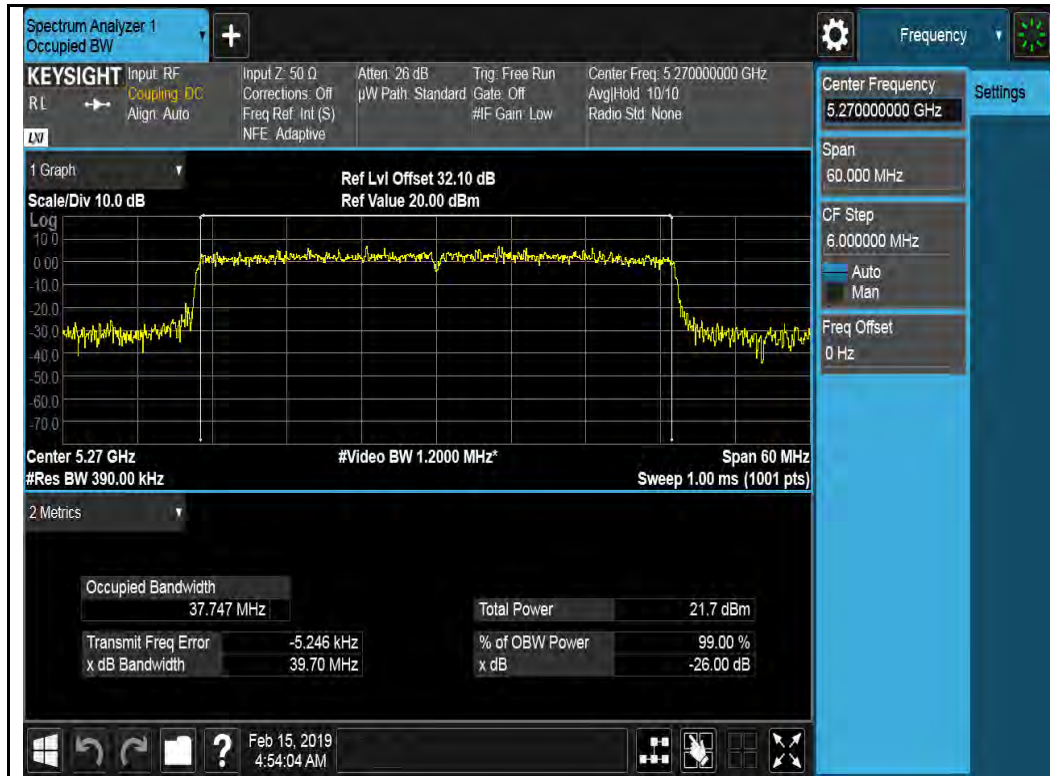 Spectrum Analyzer 1
Occupied BW
+
Frequency
KEYSIGHT
RL
LXI
Input: RF
Coupling: DC
Align: Auto
Input Z: 50 Ω
Corrections: Off
Freq Ref: Int (S)
NFE: Adaptive
Atten: 26 dB
µW Path: Standard
Trig: Free Run
Gate: Off
#IF Gain: Low
Center Freq: 5.270000000 GHz
Avg|Hold: 10/10
Radio Std: None
Center Frequency
5.270000000 GHz
Settings
Span
60.000 MHz
CF Step
6.000000 MHz
Auto
Man
Freq Offset
0 Hz
1 Graph
Scale/Div 10.0 dB
Ref Lvl Offset 32.10 dB
Ref Value 20.00 dBm
Log
10.0
0.00
-10.0
-20.0
-30.0
-40.0
-50.0
-60.0
-70.0
Center 5.27 GHz
#Video BW 1.2000 MHz*
Span 60 MHz
#Res BW 390.00 kHz
Sweep 1.00 ms (1001 pts)
2 Metrics
Occupied Bandwidth
37.747 MHz
Total Power 21.7 dBm
Transmit Freq Error -5.246 kHz
% of OBW Power 99.00 %
x dB Bandwidth 39.70 MHz
x dB -26.00 dB
?
Feb 15, 2019
4:54:04 AM